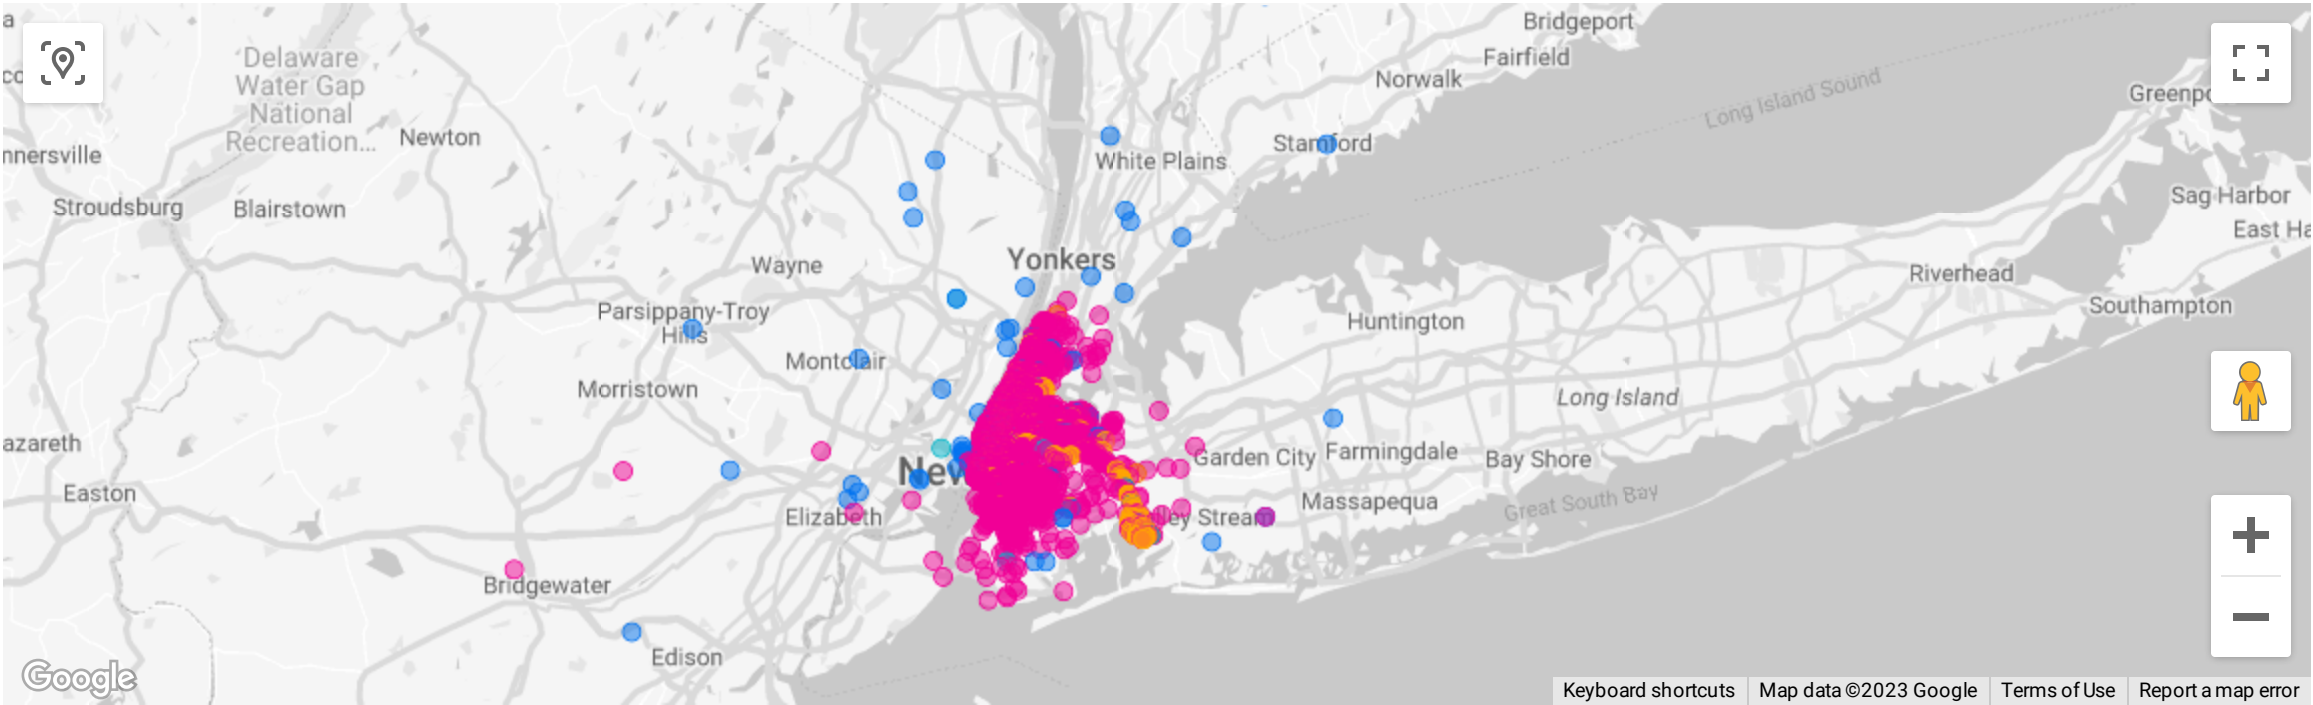 Bridgeport
Fairfield
Delaware
Water Gap
National
Recreation...
Norwalk
Long Island Sound
Greenpo
Newton
nnersville
White Plains
Stamford
Sag Harbor
Stroudsburg
Blairstown
East Ha
Yonkers
Wayne
Riverhead
Parsippany-Troy
Hills
Southampton
Huntington
Montclair
Morristown
Long Island
azareth
New
Garden City
Farmingdale
Bay Shore
Easton
Massapequa
Great South Bay
Elizabeth
ley Stream
Bridgewater
Edison
Google
Keyboard shortcuts
Map data ©2023 Google
Terms of Use
Report a map error